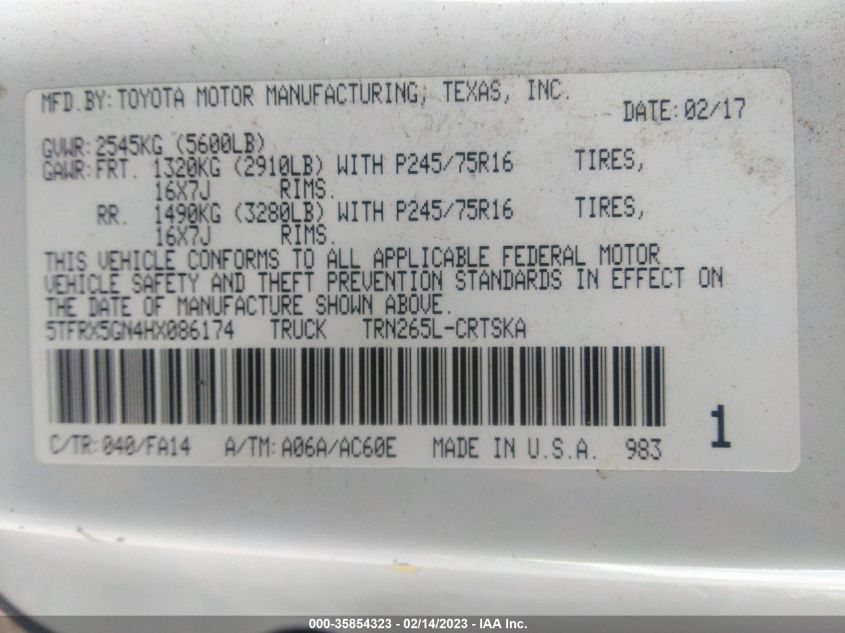 MFD.BY: TOYOTA MOTOR MANUFACTURING, TEXAS, INC.
DATE: 02/17
GVWR: 2545KG (5600LB)
GAWR: FRT. 1320KG (2910LB) WITH P245/75R16 TIRES,
16X7J RIMS.
RR. 1490KG (3280LB) WITH P245/75R16 TIRES,
16X7J RIMS.
THIS VEHICLE CONFORMS TO ALL APPLICABLE FEDERAL MOTOR
VEHICLE SAFETY AND THEFT PREVENTION STANDARDS IN EFFECT ON
THE DATE OF MANUFACTURE SHOWN ABOVE.
5TFRX5GN4HX086174 TRUCK TRN265L-CRTSKA
C/TR: 040/FA14 A/TM: A06A/AC60E MADE IN U.S.A. 983
1
000-35854323 - 02/14/2023 - IAA Inc.